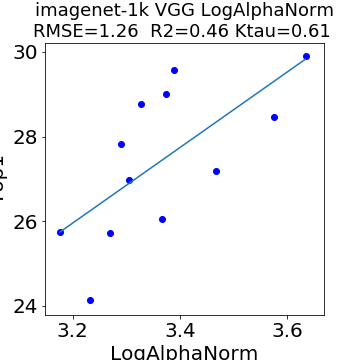 imagenet-1k VGG LogAlphaNorm
RMSE=1.26 R2=0.46 Ktau=0.61
30
28
26
24
3.2 3.4 3.6
LogAlphaNorm